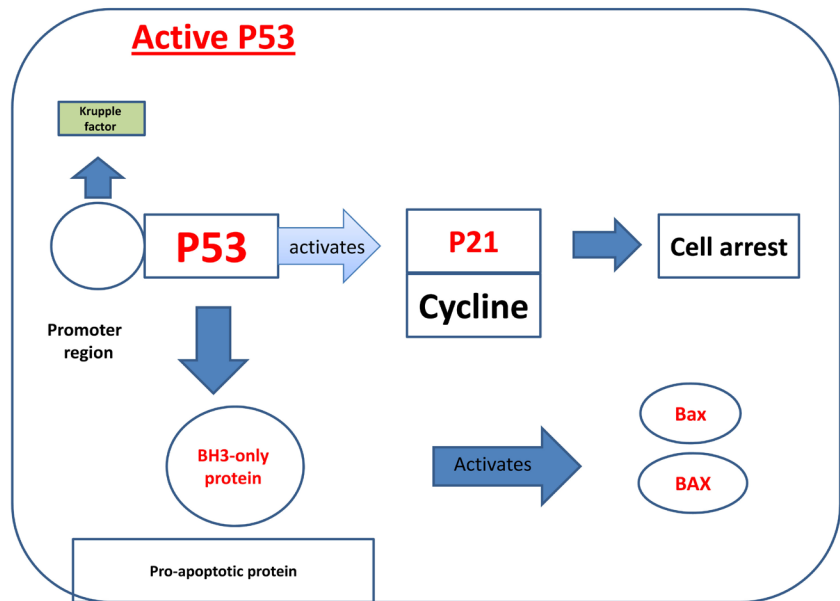 Active P53
Krupple
factor
P53
activates
P21
Cycline
Cell arrest
Promoter
region
BH3-only
protein
Activates
Bax
BAX
Pro-apoptotic protein